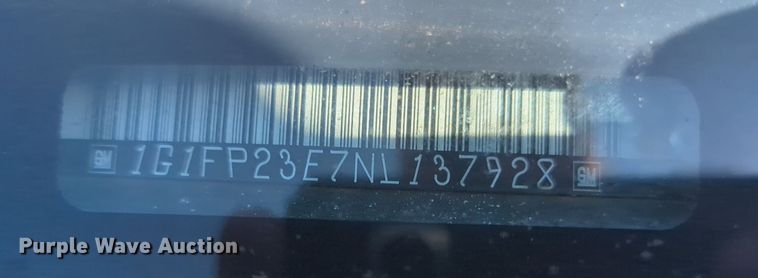 GM 1G1FP23E7NL137928 GM
Purple Wave Auction